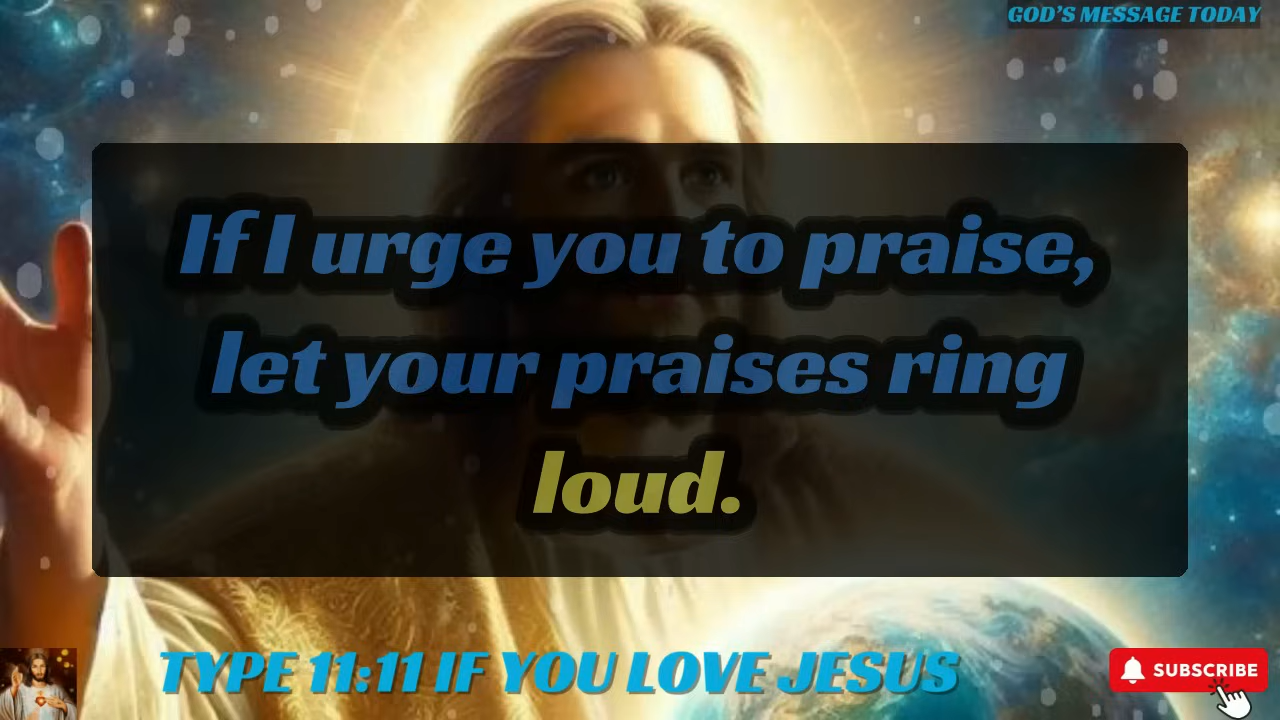 GOD'S MESSAGE TODAY
If I urge you to praise,
let your praises ring
loud.
TYPE 11:11 IF YOU LOVE JESUS
SUBSCRIBE